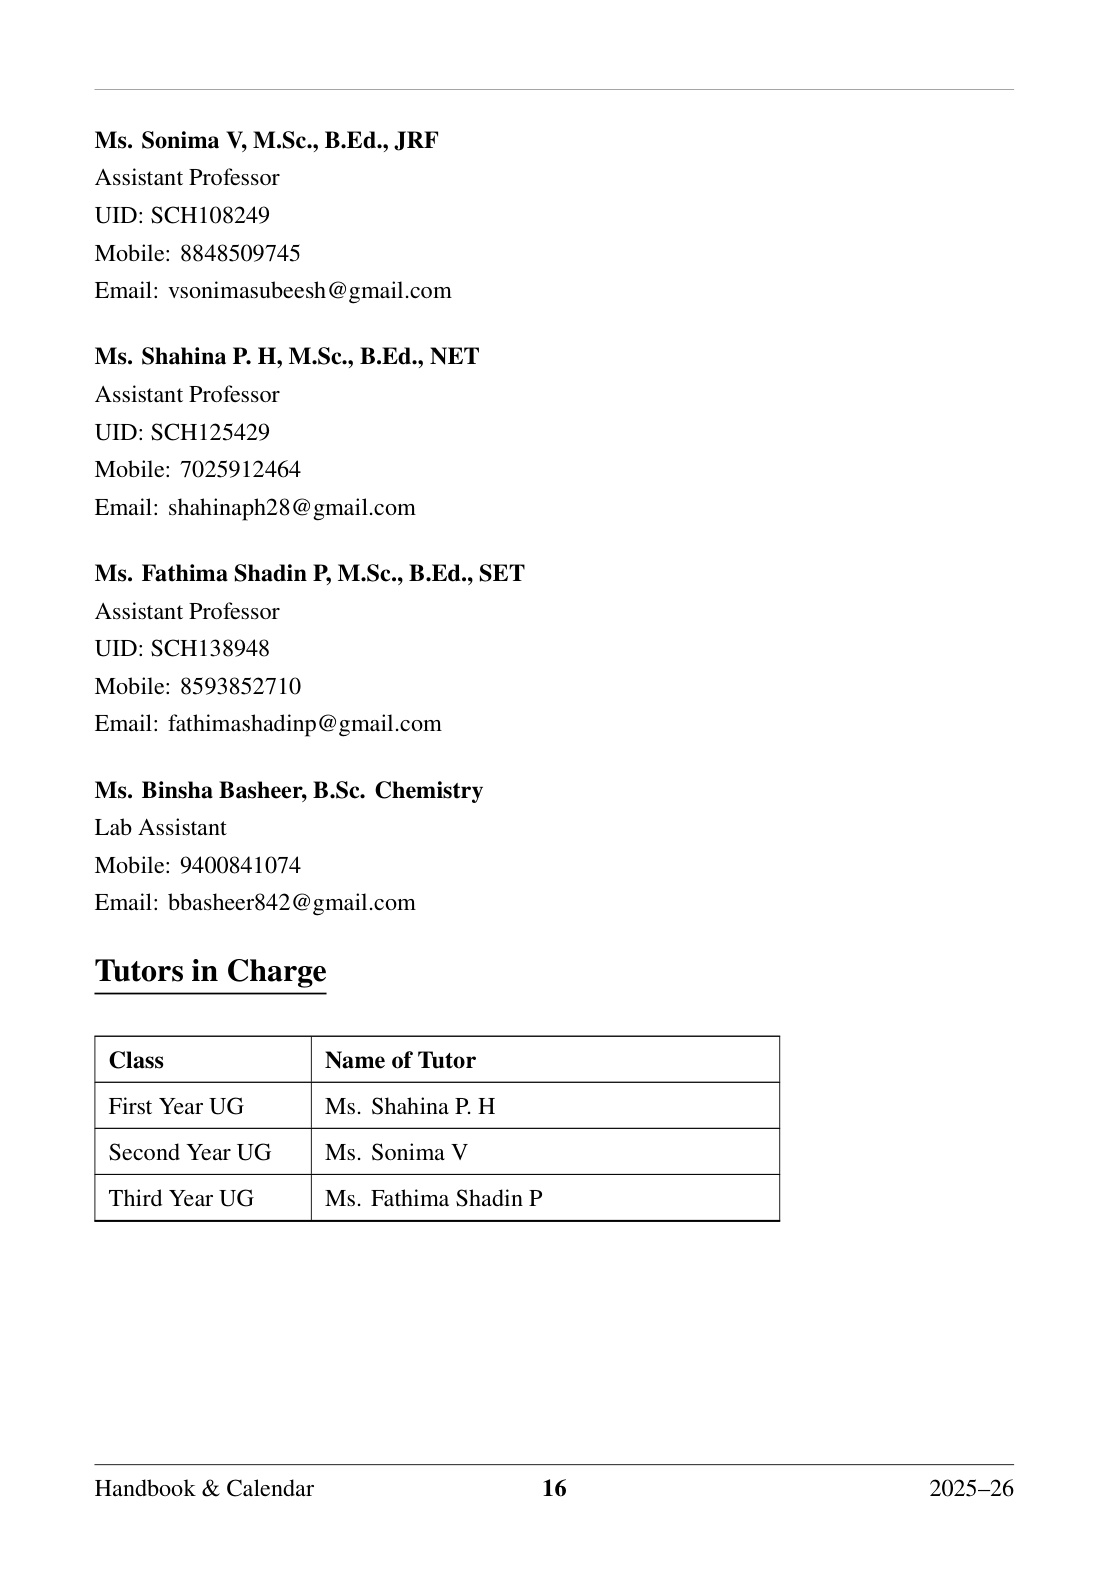 Ms. Sonima V, M.Sc., B.Ed., JRF
Assistant Professor
UID: SCH108249
Mobile: 8848509745
Email: vsonimasubeesh@gmail.com
Ms. Shahina P. H, M.Sc., B.Ed., NET
Assistant Professor
UID: SCH125429
Mobile: 7025912464
Email: shahinaph28@gmail.com
Ms. Fathima Shadin P, M.Sc., B.Ed., SET
Assistant Professor
UID: SCH138948
Mobile: 8593852710
Email: fathimashadinp@gmail.com
Ms. Binsha Basheer, B.Sc. Chemistry
Lab Assistant
Mobile: 9400841074
Email: bbasheer842@gmail.com
Tutors in Charge
Class Name of Tutor
First Year UG Ms. Shahina P. H
Second Year UG Ms. Sonima V
Third Year UG Ms. Fathima Shadin P
Handbook & Calendar 16 2025–26